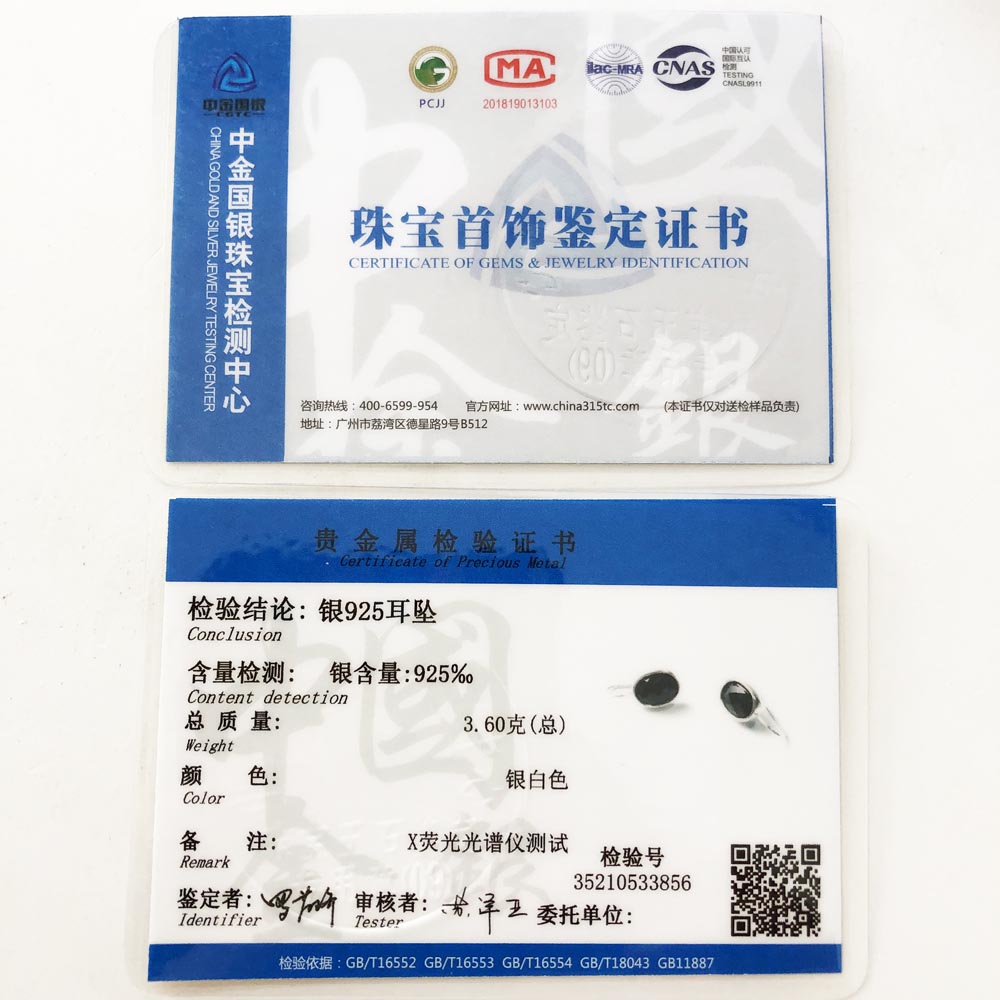 中金国银
CGTC
中金国银珠宝检测中心
CHINA GOLD AND SILVER JEWELRY TESTING CENTER
PCJJ
MA
201819013103
ilac-MRA
CNAS
中国认可
国际互认
检测
TESTING
CNASL9911
珠宝首饰鉴定证书
CERTIFICATE OF GEMS & JEWELRY IDENTIFICATION
咨询热线：400-6599-954 官方网址：www.china315tc.com (本证书仅对送检样品负责)
地址：广州市荔湾区德星路9号B512
贵金属检验证书
Certificate of Precious Metal
检验结论: 银925耳坠
Conclusion
含量检测: 银含量:925‰
Content detection
总质量: 3.60克(总)
Weight
颜 色: 银白色
Color
备 注: X荧光光谱仪测试
Remark
检验号
35210533856
鉴定者: 审核者: 委托单位:
Identifier Tester
检验依据：GB/T16552 GB/T16553 GB/T16554 GB/T18043 GB11887